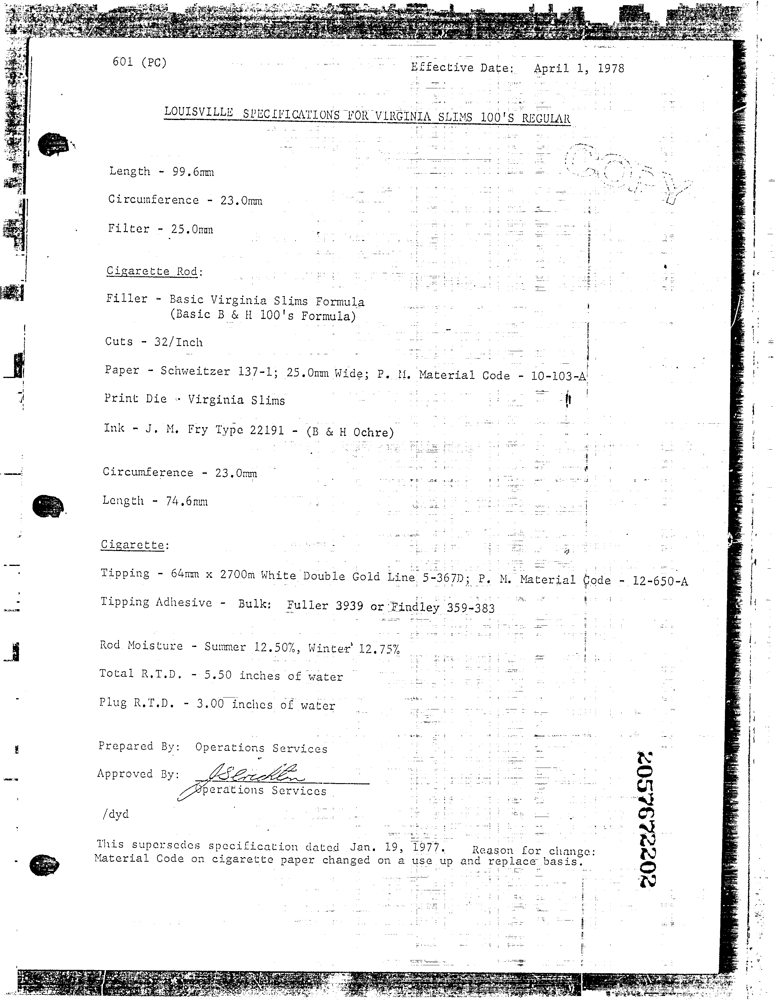 601 (PC)
Effective Date: April 1, 1978
LOUISVILLE SPECIFICATIONS FOR VIRGINIA SLIMS 100'S REGULAR
COPY
Length - 99.6mm
Circumference - 23.0mm
Filter - 25.0mm
Cigarette Rod:
Filler - Basic Virginia Slims Formula
(Basic B & H 100's Formula)
Cuts - 32/Inch
Paper - Schweitzer 137-1; 25.0mm Wide; P. M. Material Code - 10-103-A
Print Die - Virginia Slims
Ink - J. M. Fry Type 22191 - (B & H Ochre)
Circumference - 23.0mm
Length - 74.6mm
Cigarette:
Tipping - 64mm x 2700m White Double Gold Line 5-367D; P. M. Material Code - 12-650-A
Tipping Adhesive - Bulk: Fuller 3939 or Findley 359-383
Rod Moisture - Summer 12.50%, Winter 12.75%
Total R.T.D. - 5.50 inches of water
Plug R.T.D. - 3.00 inches of water
Prepared By: Operations Services
Approved By:
Operations Services
/dyd
This supersedes specification dated Jan. 19, 1977. Reason for change:
Material Code on cigarette paper changed on a use up and replace basis.
2057672202